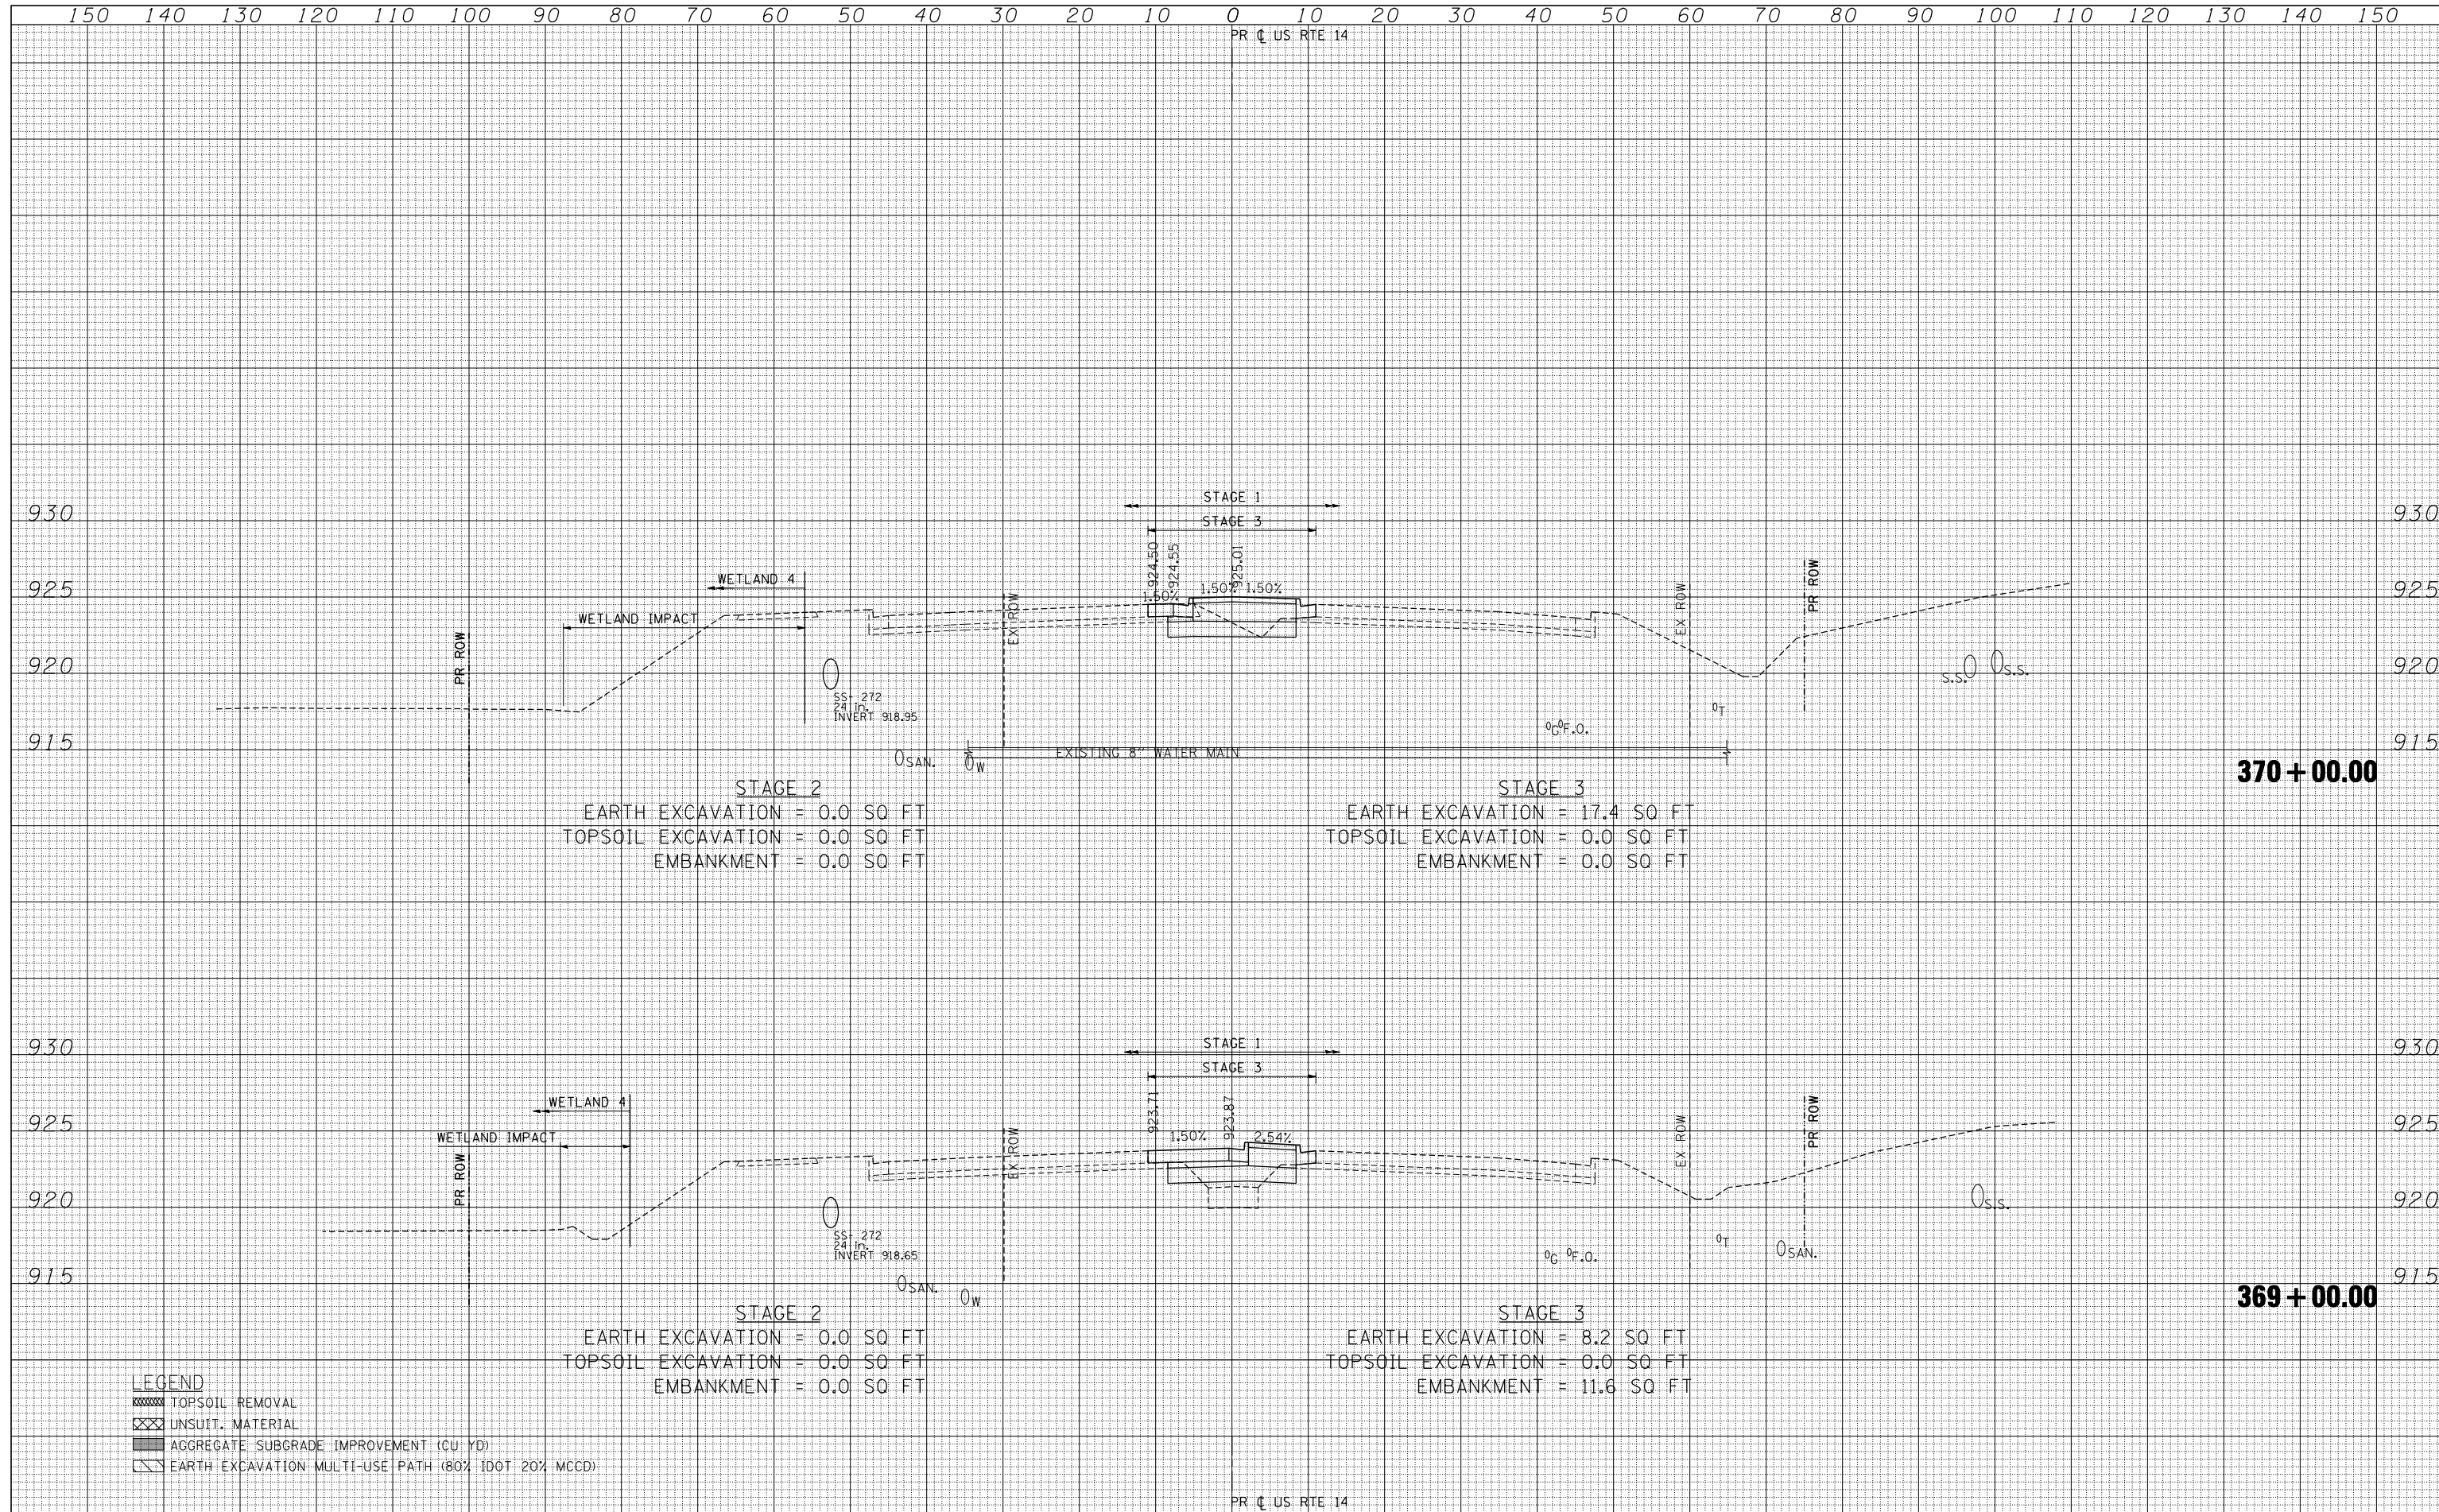 150 140 130 120 110 100 90 80 70 60 50 40 30 20 10 0 10 20 30 40 50 60 70 80 90 100 110 120 130 140 150
PR ℄ US RTE 14
STAGE 1
930 930
STAGE 3
924.50 924.55 925.01
WETLAND 4
1.50% 1.50%
1.50%
925 925
PR ROW
EX ROW
EX ROW
WETLAND IMPACT
PR ROW
920 920
S.S. S.S.
SS- 272
24 in.
INVERT 918.95
T
G F.O.
915 915
EXISTING 8" WATER MAIN
SAN. W
370+00.00
STAGE 2
EARTH EXCAVATION = 0.0 SQ FT
TOPSOIL EXCAVATION = 0.0 SQ FT
EMBANKMENT = 0.0 SQ FT
STAGE 3
EARTH EXCAVATION = 17.4 SQ FT
TOPSOIL EXCAVATION = 0.0 SQ FT
EMBANKMENT = 0.0 SQ FT
STAGE 1
930 930
STAGE 3
923.71 923.87
WETLAND 4
925 925
PR ROW
1.50% 2.54%
WETLAND IMPACT
EX ROW
EX ROW
PR ROW
920 920
S.S.
SS- 272
24 in.
INVERT 918.65
T
SAN.
G F.O.
915 915
SAN. W
369+00.00
STAGE 2
EARTH EXCAVATION = 0.0 SQ FT
TOPSOIL EXCAVATION = 0.0 SQ FT
EMBANKMENT = 0.0 SQ FT
STAGE 3
EARTH EXCAVATION = 8.2 SQ FT
TOPSOIL EXCAVATION = 0.0 SQ FT
EMBANKMENT = 11.6 SQ FT
LEGEND
TOPSOIL REMOVAL
UNSUIT. MATERIAL
AGGREGATE SUBGRADE IMPROVEMENT (CU YD)
EARTH EXCAVATION MULTI-USE PATH (80% IDOT 20% MCCD)
PR ℄ US RTE 14